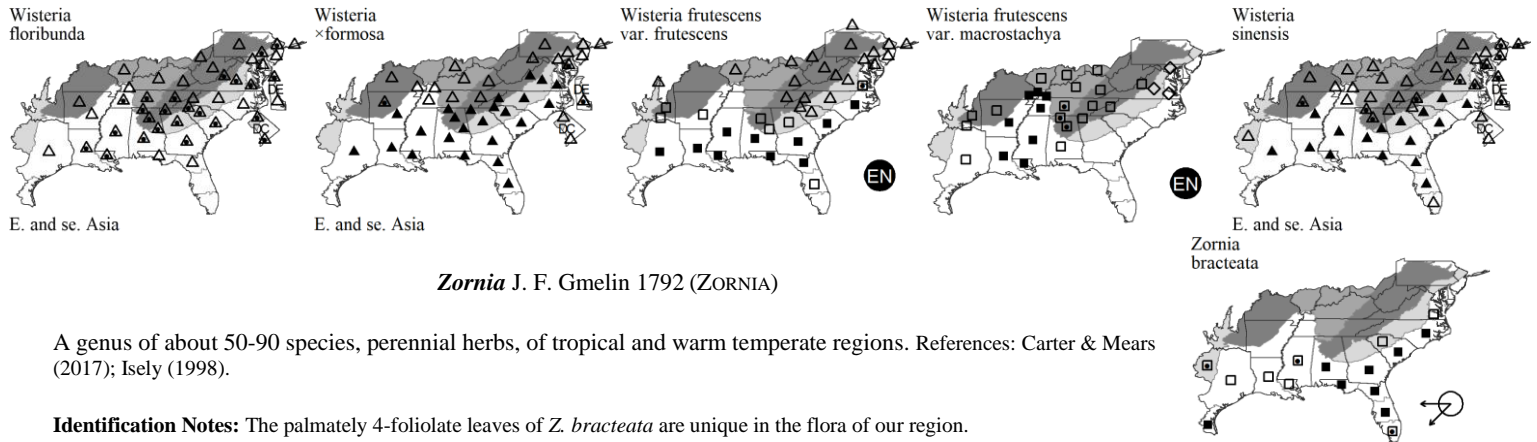 Wisteria
floribunda
DE
DC
E. and se. Asia
Wisteria
×formosa
DE
DC
E. and se. Asia
Wisteria frutescens
var. frutescens
EN
Wisteria frutescens
var. macrostachya
EN
Wisteria
sinensis
DE
DC
E. and se. Asia
Zornia
bracteata
Zornia J. F. Gmelin 1792 (ZORNIA)
A genus of about 50-90 species, perennial herbs, of tropical and warm temperate regions. References: Carter & Mears
(2017); Isely (1998).
Identification Notes: The palmately 4-foliolate leaves of Z. bracteata are unique in the flora of our region.